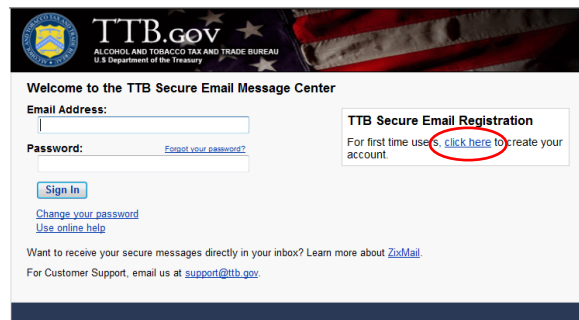 TTB.gov
ALCOHOL AND TOBACCO TAX AND TRADE BUREAU
U.S Department of the Treasury
Welcome to the TTB Secure Email Message Center
Email Address:
Password: Forgot your password?
Sign In
Change your password
Use online help
TTB Secure Email Registration
For first time users, click here to create your
account.
Want to receive your secure messages directly in your inbox? Learn more about ZixMail.
For Customer Support, email us at support@ttb.gov.